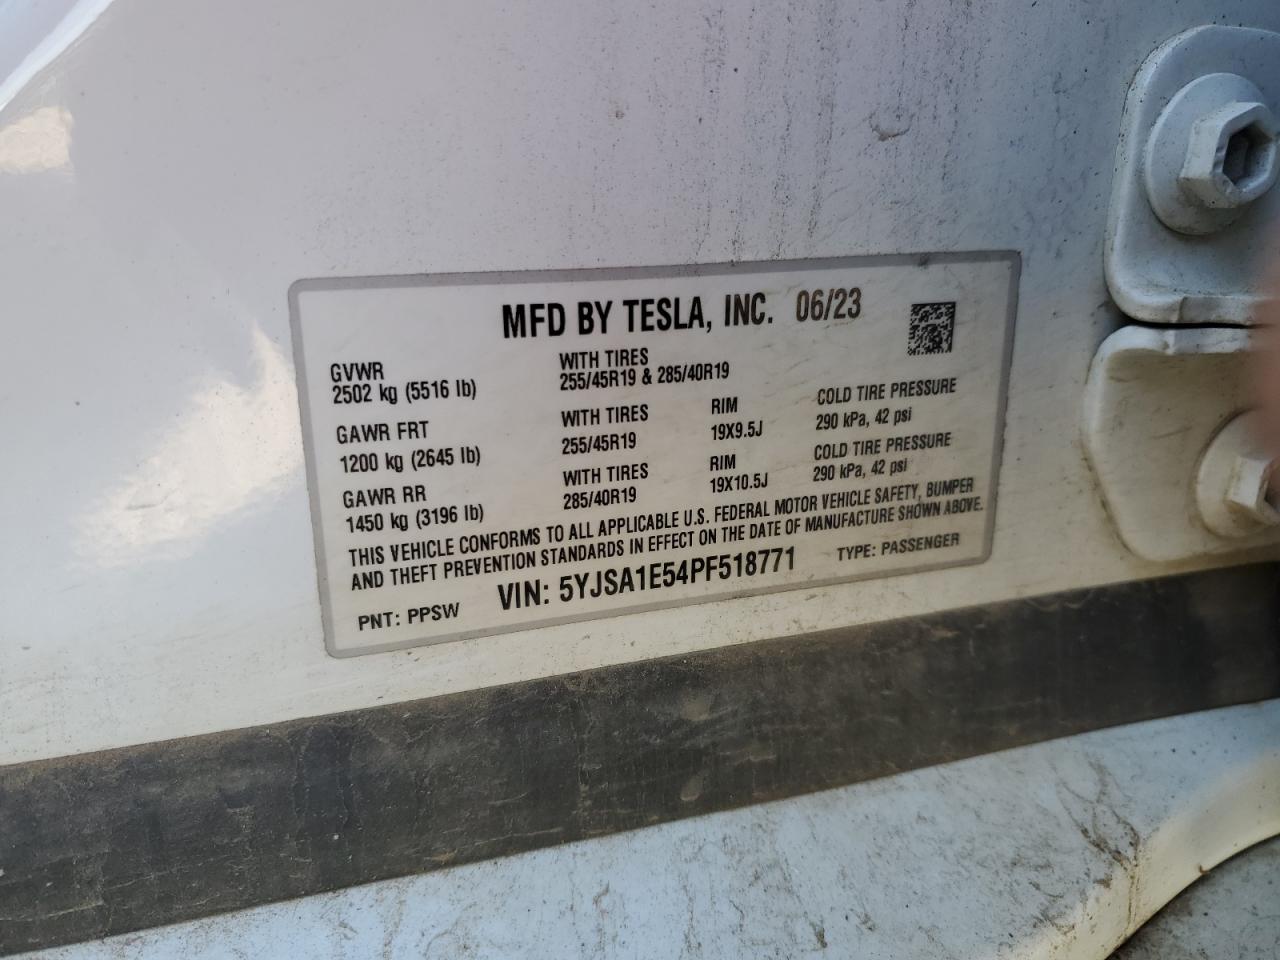 MFD BY TESLA, INC. 06/23
GVWR
2502 kg (5516 lb)
WITH TIRES
255/45R19 & 285/40R19
GAWR FRT
1200 kg (2645 lb)
WITH TIRES
255/45R19
RIM
19X9.5J
COLD TIRE PRESSURE
290 kPa, 42 psi
GAWR RR
1450 kg (3196 lb)
WITH TIRES
285/40R19
RIM
19X10.5J
COLD TIRE PRESSURE
290 kPa, 42 psi
THIS VEHICLE CONFORMS TO ALL APPLICABLE U.S. FEDERAL MOTOR VEHICLE SAFETY, BUMPER
AND THEFT PREVENTION STANDARDS IN EFFECT ON THE DATE OF MANUFACTURE SHOWN ABOVE.
PNT: PPSW VIN: 5YJSA1E54PF518771 TYPE: PASSENGER